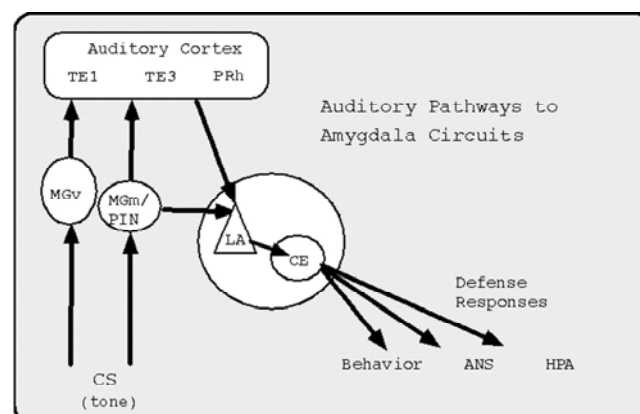 Auditory Cortex
TE1 TE3 PRh
Auditory Pathways to
Amygdala Circuits
MGv
MGm/
PIN
LA
CE
Defense
Responses
Behavior ANS HPA
CS
(tone)